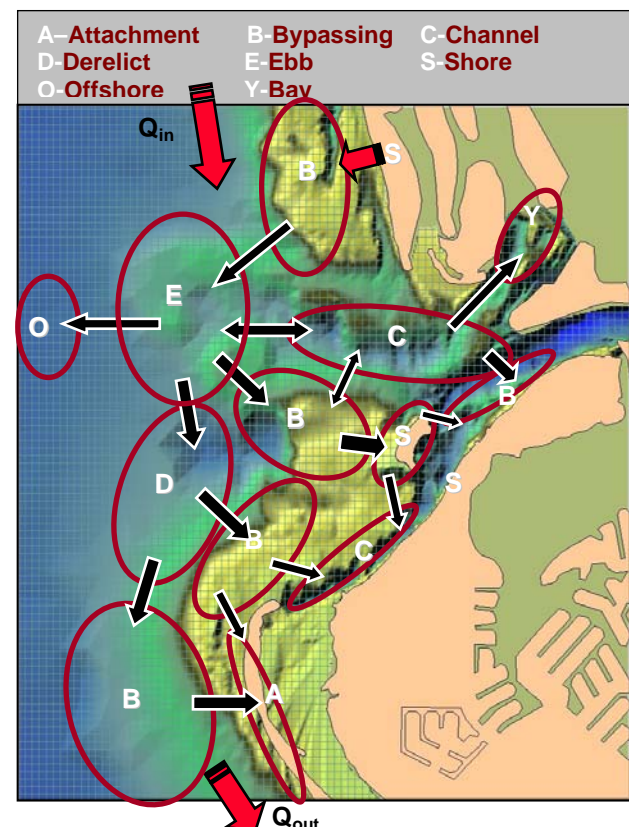 A–Attachment B-Bypassing C-Channel
D-Derelict E-Ebb S-Shore
O-Offshore Y-Bay
Qin
B S
Y
E
O C
B
B
S
D S
B C
B A
Qout